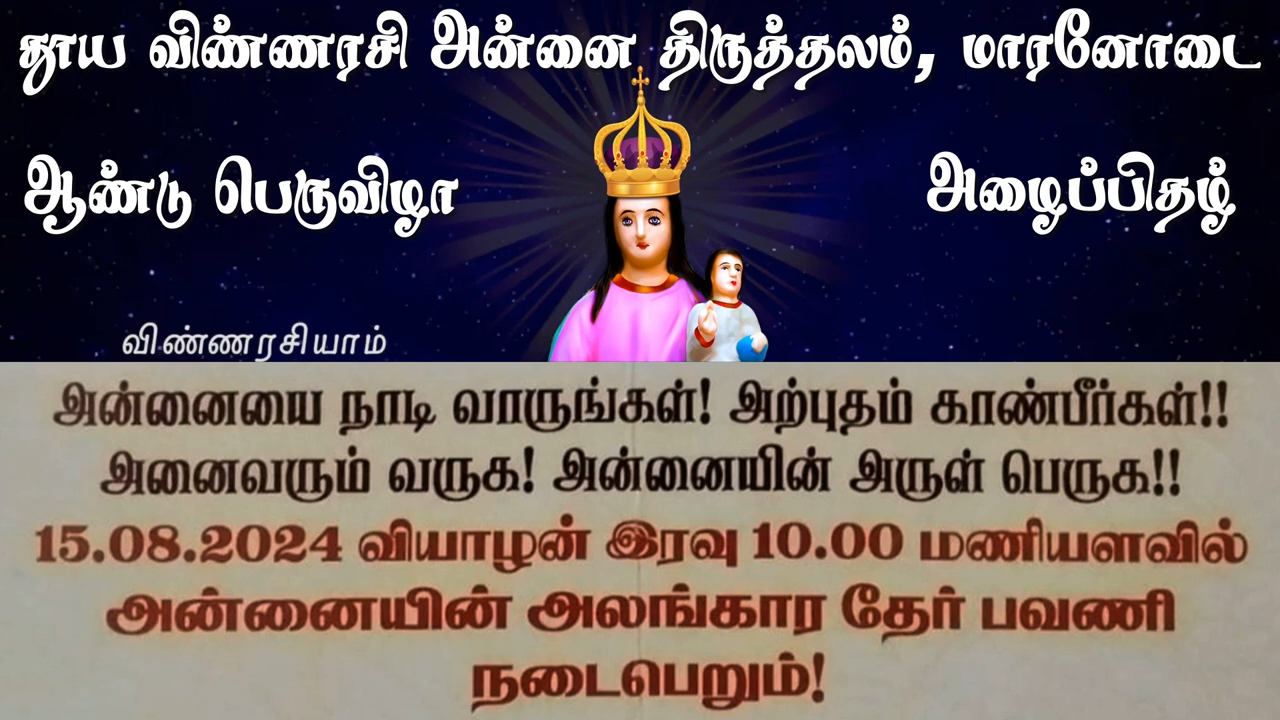 தூய விண்ணரசி அன்னை திருத்தலம், மாரனோடை
ஆண்டு பெருவிழா
அழைப்பிதழ்
விண்ணரசியாம்
அன்னையை நாடி வாருங்கள்! அற்புதம் காண்பீர்கள்!!
அனைவரும் வருக! அன்னையின் அருள் பெருக!!
15.08.2024 வியாழன் இரவு 10.00 மணியளவில்
அன்னையின் அலங்கார தேர் பவணி
நடைபெறும்!